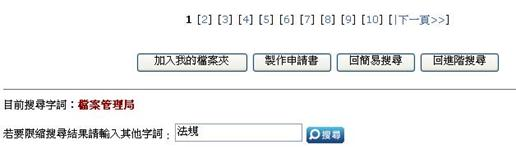 1 [2] [3] [4] [5] [6] [7] [8] [9] [10] [|下一頁>>]
加入我的檔案夾 製作申請書 回簡易搜尋 回進階搜尋
目前搜尋字詞：檔案管理局
若要限縮搜尋結果請輸入其他字詞： 法規 搜尋